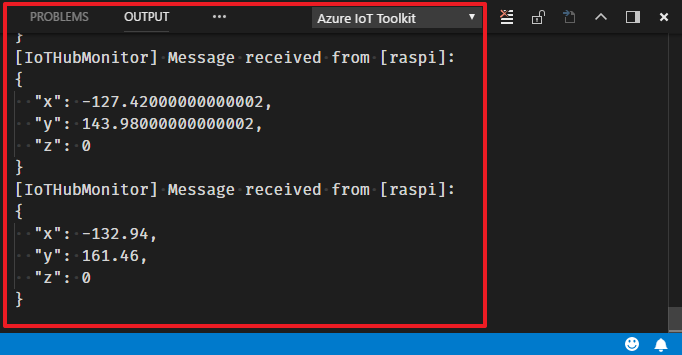 PROBLEMS OUTPUT ••• Azure IoT Toolkit
}
[IoTHubMonitor] Message received from [raspi]:
{
  "x": -127.42000000000002,
  "y": 143.98000000000002,
  "z": 0
}
[IoTHubMonitor] Message received from [raspi]:
{
  "x": -132.94,
  "y": 161.46,
  "z": 0
}